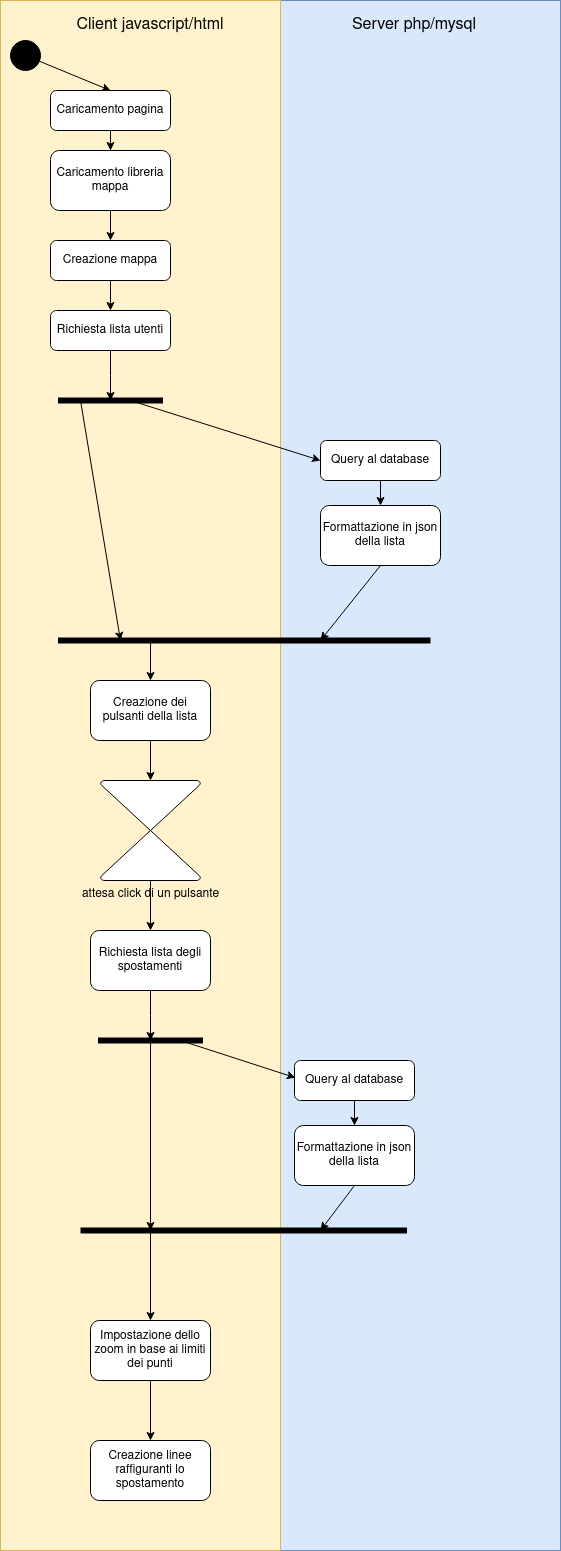 Client javascript/html
Server php/mysql
Caricamento pagina
Caricamento libreria
mappa
Creazione mappa
Richiesta lista utenti
Query al database
Formattazione in json
della lista
Creazione dei
pulsanti della lista
attesa click di un pulsante
Richiesta lista degli
spostamenti
Query al database
Formattazione in json
della lista
Impostazione dello
zoom in base ai limiti
dei punti
Creazione linee
raffiguranti lo
spostamento